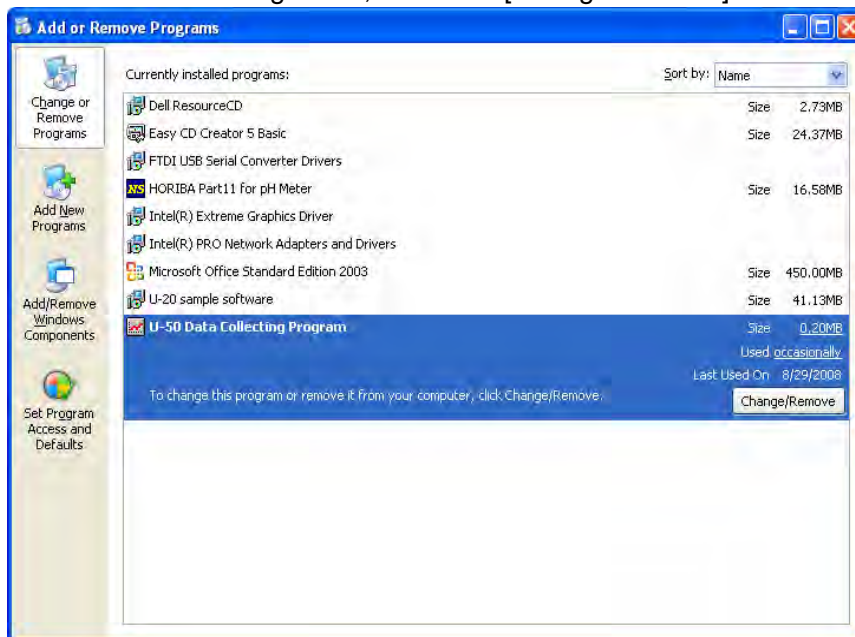 Add or Remove Programs
Change or
Remove
Programs
Add New
Programs
Add/Remove
Windows
Components
Set Program
Access and
Defaults
Currently installed programs:
Sort by: Name
Dell ResourceCD Size 2.73MB
Easy CD Creator 5 Basic Size 24.37MB
FTDI USB Serial Converter Drivers
NS HORIBA Part11 for pH Meter Size 16.58MB
Intel(R) Extreme Graphics Driver
Intel(R) PRO Network Adapters and Drivers
Microsoft Office Standard Edition 2003 Size 450.00MB
U-20 sample software Size 41.13MB
U-50 Data Collecting Program Size 0.20MB
Used occasionally
Last Used On 8/29/2008
To change this program or remove it from your computer, click Change/Remove.
Change/Remove